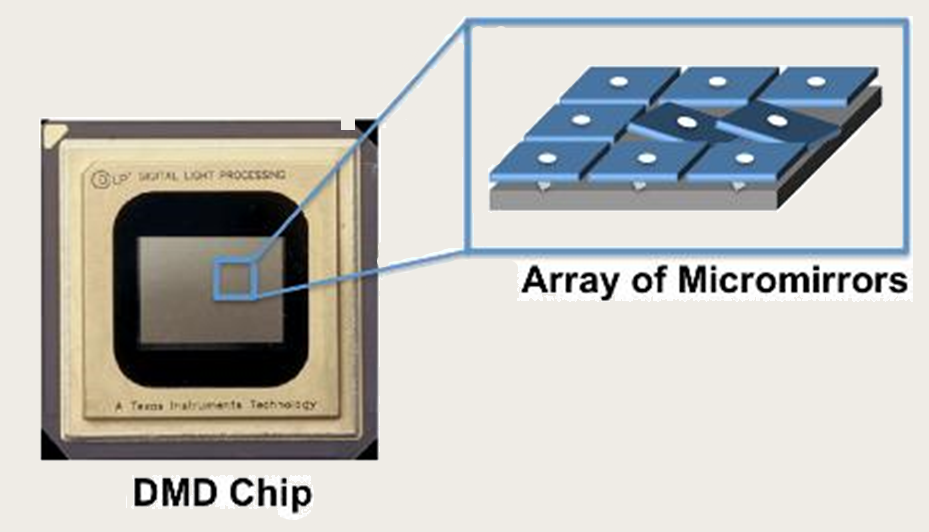 DLP® DIGITAL LIGHT PROCESSING
A Texas Instruments Technology
Array of Micromirrors
DMD Chip